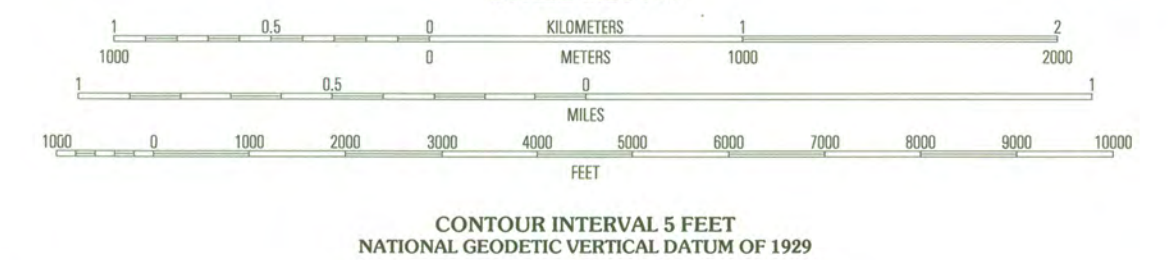 1 0.5 0 KILOMETERS 1 2
1000 0 METERS 1000 2000
1 0.5 0 1
MILES
1000 0 1000 2000 3000 4000 5000 6000 7000 8000 9000 10000
FEET
CONTOUR INTERVAL 5 FEET
NATIONAL GEODETIC VERTICAL DATUM OF 1929